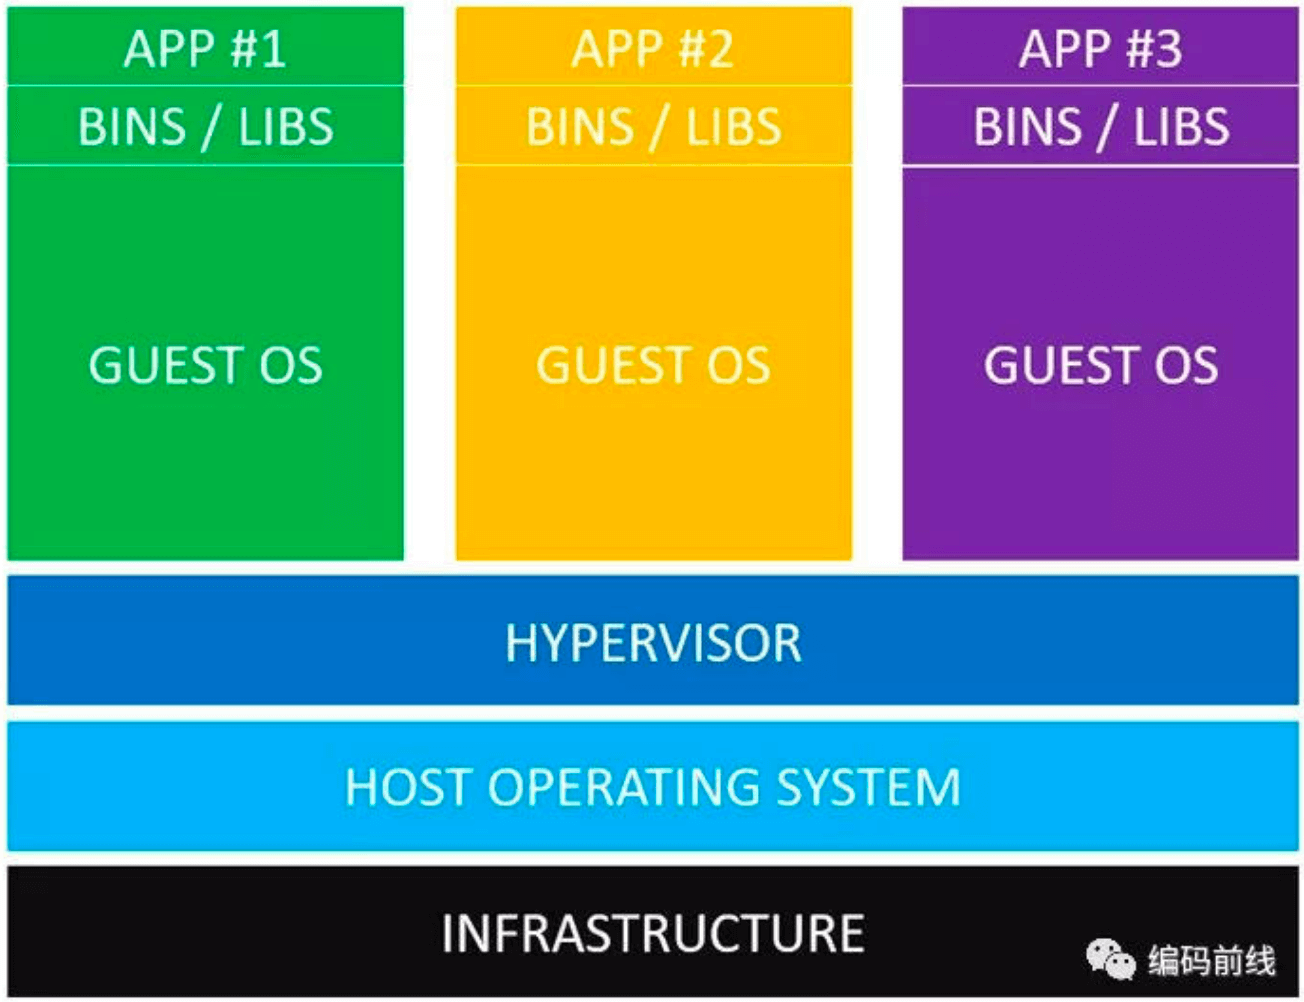 APP #1
APP #2
APP #3
BINS / LIBS
BINS / LIBS
BINS / LIBS
GUEST OS
GUEST OS
GUEST OS
HYPERVISOR
HOST OPERATING SYSTEM
INFRASTRUCTURE
编码前线